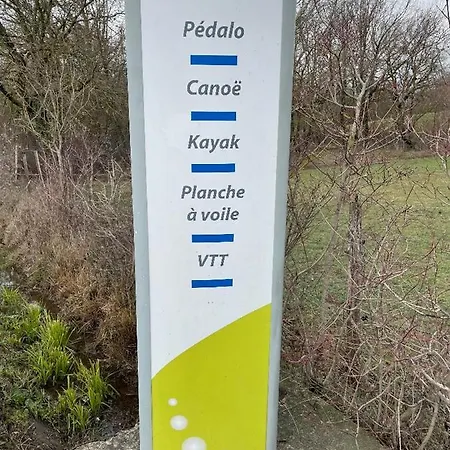 Pédalo
Canoë
Kayak
Planche
à voile
VTT